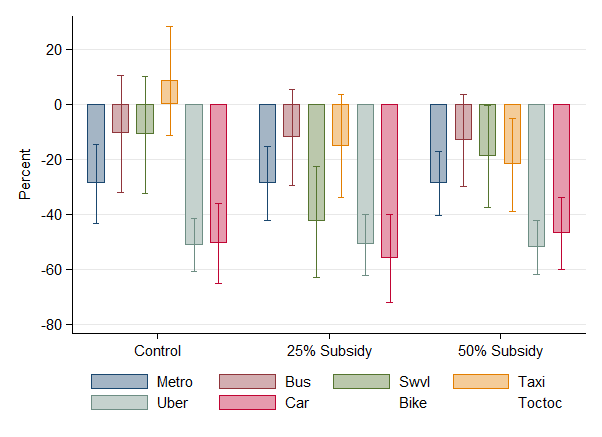 20
0
-20
-40
-60
-80
Percent
Control 25% Subsidy 50% Subsidy
Metro Bus Swvl Taxi
Uber Car Bike Toctoc